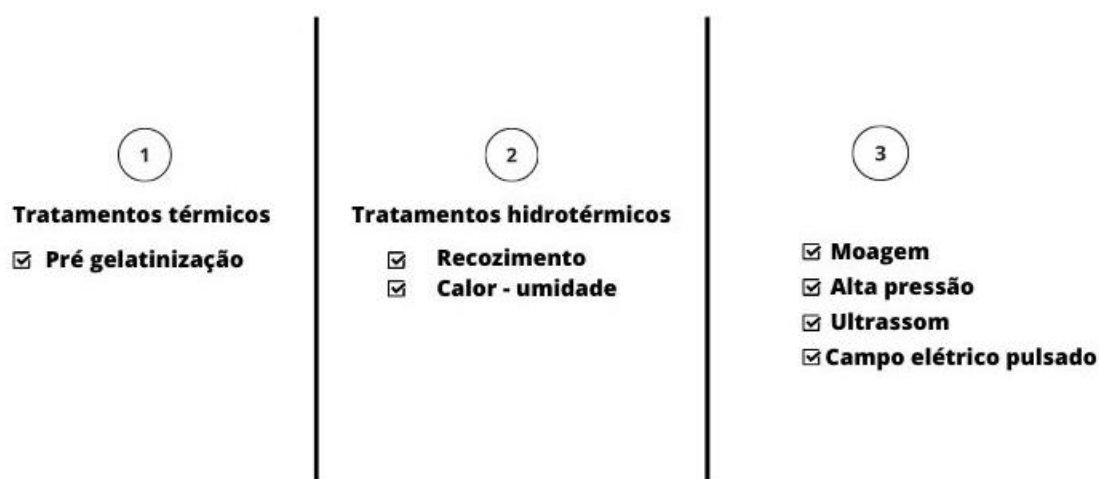 1
Tratamentos térmicos
☑ Pré gelatinização
2
Tratamentos hidrotérmicos
☑ Recozimento
☑ Calor - umidade
3
☑ Moagem
☑ Alta pressão
☑ Ultrassom
☑ Campo elétrico pulsado